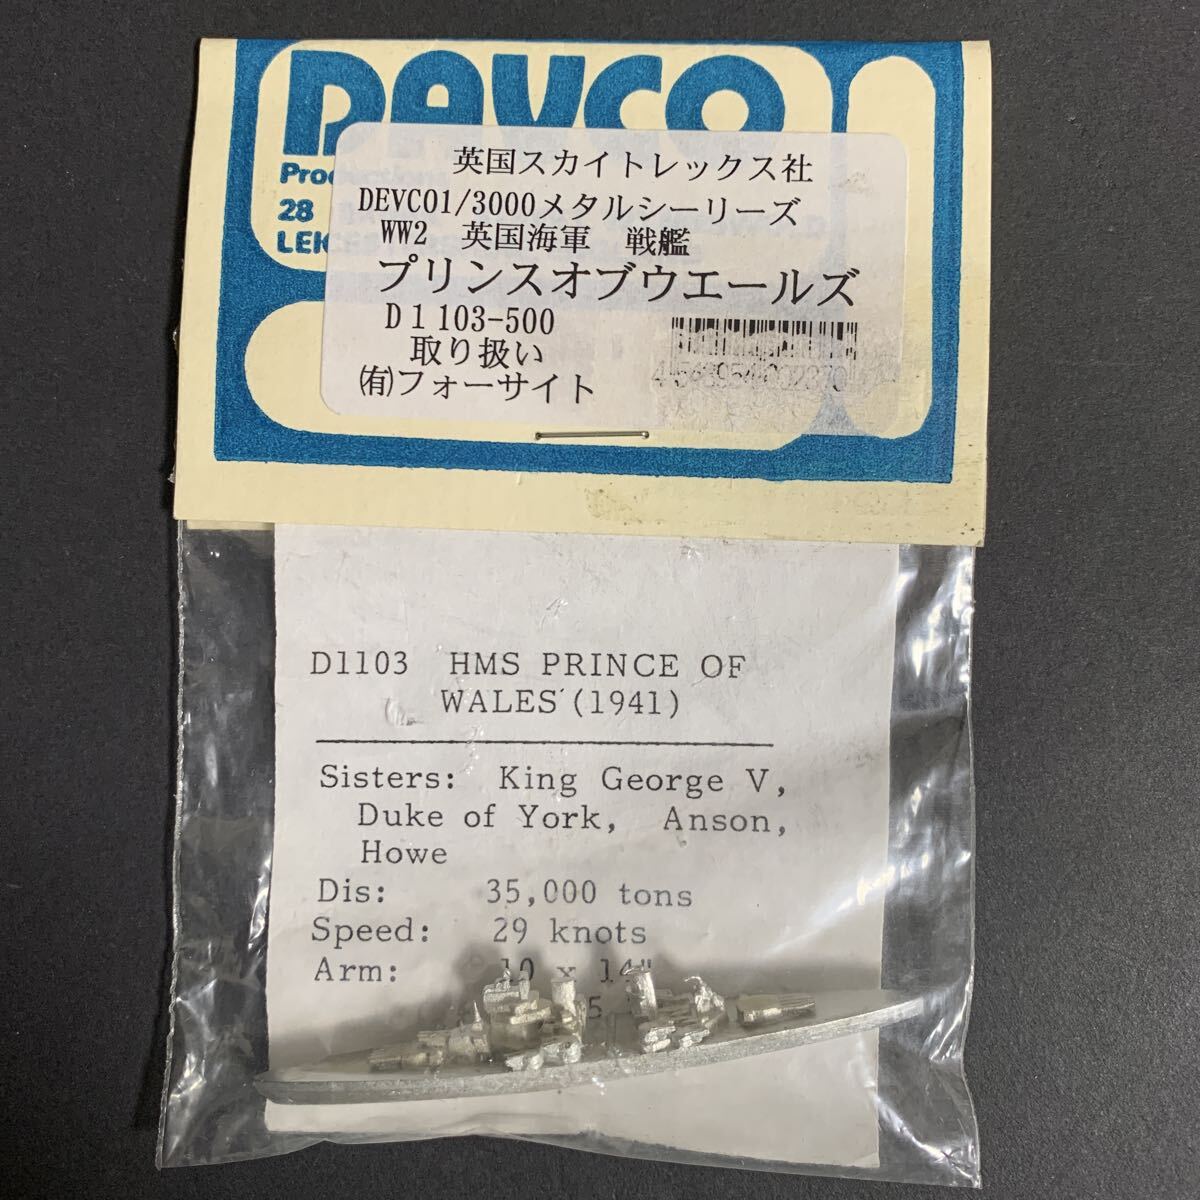 DAVCO
28
英国スカイトレックス社
DEVCO1/3000メタルシーリーズ
WW2 英国海軍 戦艦
プリンスオブウエールズ
D1103-500
取り扱い
㈲フォーサイト
D1103 HMS PRINCE OF
WALES (1941)
Sisters: King George V,
Duke of York, Anson,
Howe
Dis: 35,000 tons
Speed: 29 knots
Arm: 10 x 14"